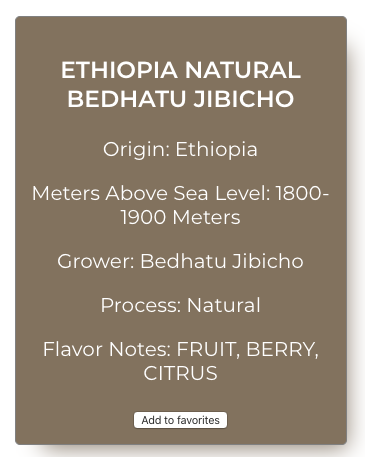 ETHIOPIA NATURAL
BEDHATU JIBICHO
Origin: Ethiopia
Meters Above Sea Level: 1800-
1900 Meters
Grower: Bedhatu Jibicho
Process: Natural
Flavor Notes: FRUIT, BERRY,
CITRUS
Add to favorites